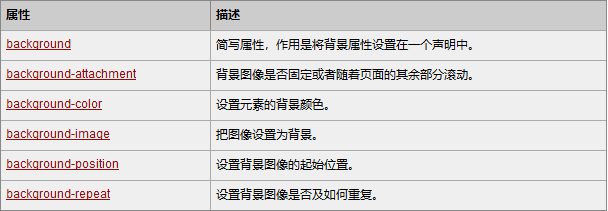 属性 描述
background 简写属性，作用是将背景属性设置在一个声明中。
background-attachment 背景图像是否固定或者随着页面的其余部分滚动。
background-color 设置元素的背景颜色。
background-image 把图像设置为背景。
background-position 设置背景图像的起始位置。
background-repeat 设置背景图像是否及如何重复。